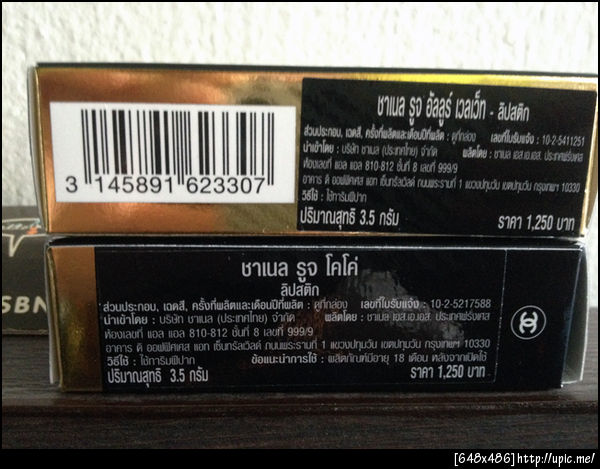 ชาเนล รูจ อัลลูร์ เวลเว็ท - ลิปสติก
ส่วนประกอบ, เฉดสี, ครั้งที่ผลิตและเดือนปีที่ผลิต : ดูที่กล่อง เลขที่ใบรับแจ้ง : 10-2-5411251
นำเข้าโดย : บริษัท ชาเนล (ประเทศไทย) จำกัด ผลิตโดย : ชาเนล เอส.เอ.เอส. ประเทศฝรั่งเศส
ห้องเลขที่ แอล แอล 810-812 ชั้นที่ 8 เลขที่ 999/9
อาคาร ดิ ออฟฟิศเศส แอท เซ็นทรัลเวิลด์ ถนนพระรามที่ 1 แขวงปทุมวัน เขตปทุมวัน กรุงเทพฯ 10330
วิธีใช้ : ใช้ทาริมฝีปาก
ปริมาณสุทธิ 3.5 กรัม ราคา 1,250 บาท
3 145891 623307
ชาเนล รูจ โคโค่
ลิปสติก
ส่วนประกอบ, เฉดสี, ครั้งที่ผลิตและเดือนปีที่ผลิต : ดูที่กล่อง เลขที่ใบรับแจ้ง : 10-2-5217588
นำเข้าโดย : บริษัท ชาเนล (ประเทศไทย) จำกัด ผลิตโดย : ชาเนล เอส.เอ.เอส. ประเทศฝรั่งเศส
ห้องเลขที่ แอล แอล 810-812 ชั้นที่ 8 เลขที่ 999/9
อาคาร ดิ ออฟฟิศเศส แอท เซ็นทรัลเวิลด์ ถนนพระรามที่ 1 แขวงปทุมวัน เขตปทุมวัน กรุงเทพฯ 10330
วิธีใช้ : ใช้ทาริมฝีปาก ข้อแนะนำการใช้ : ผลิตภัณฑ์มีอายุ 18 เดือน หลังจากเปิดใช้
ปริมาณสุทธิ 3.5 กรัม ราคา 1,250 บาท
SBN
[648x486]http://upic.me/